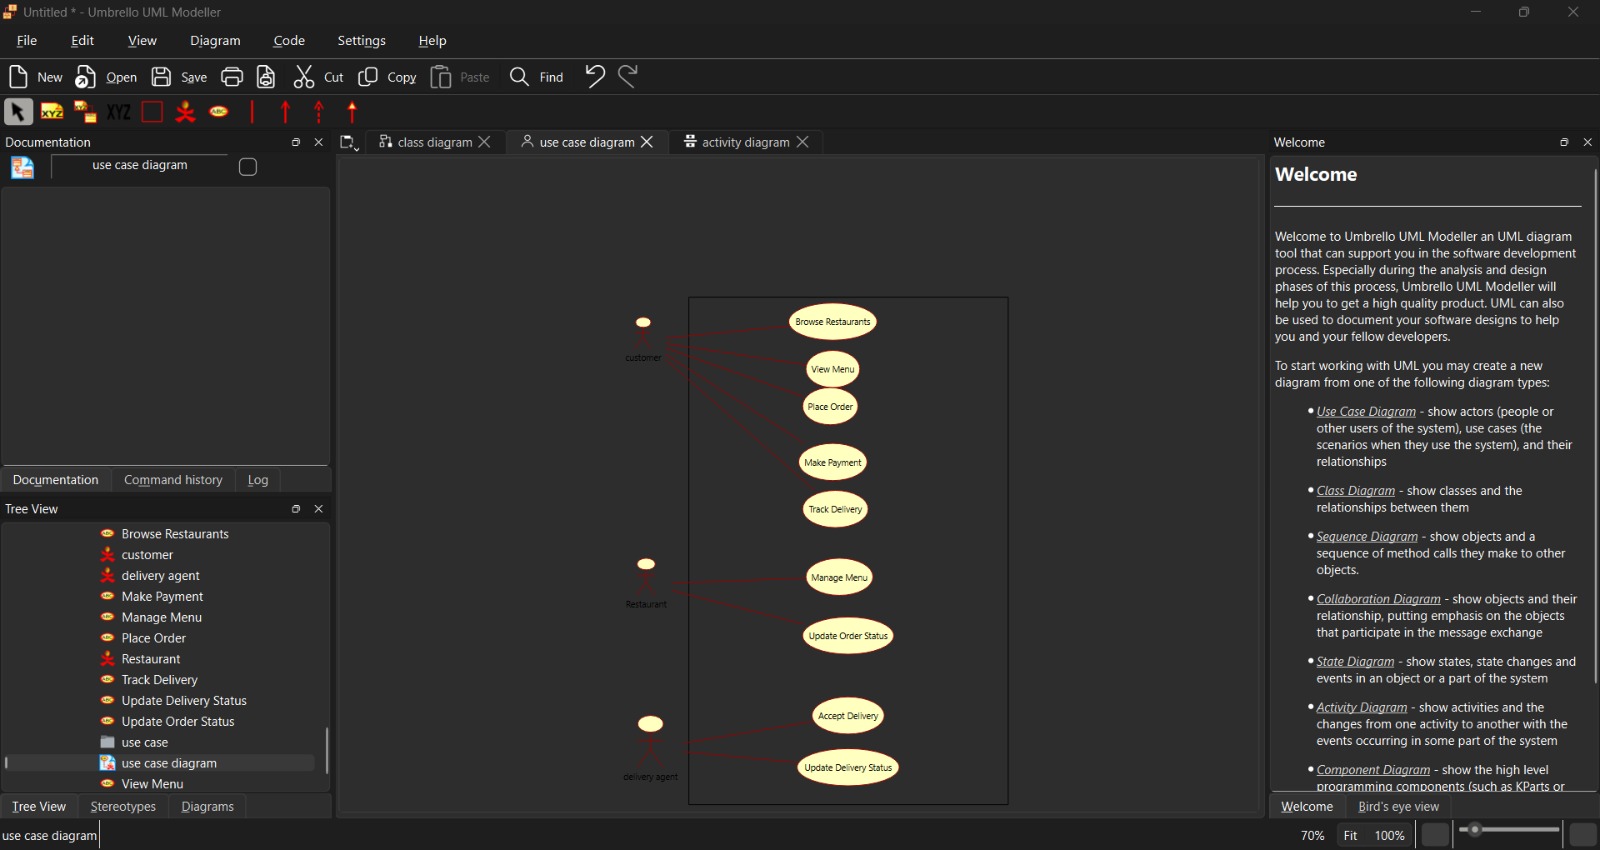 Untitled * - Umbrello UML Modeller
File Edit View Diagram Code Settings Help
New Open Save Cut Copy Paste Find
XYZ XYZ XYZ ABC
Documentation
use case diagram
Documentation Command history Log
Tree View
Browse Restaurants
customer
delivery agent
Make Payment
Manage Menu
Place Order
Restaurant
Track Delivery
Update Delivery Status
Update Order Status
use case
use case diagram
View Menu
Tree View Stereotypes Diagrams
use case diagram
class diagram use case diagram activity diagram
customer
Browse Restaurants
View Menu
Place Order
Make Payment
Track Delivery
Restaurant
Manage Menu
Update Order Status
delivery agent
Accept Delivery
Update Delivery Status
Welcome
Welcome
Welcome to Umbrello UML Modeller an UML diagram
tool that can support you in the software development
process. Especially during the analysis and design
phases of this process, Umbrello UML Modeller will
help you to get a high quality product. UML can also
be used to document your software designs to help
you and your fellow developers.
To start working with UML you may create a new
diagram from one of the following diagram types:
• Use Case Diagram - show actors (people or
other users of the system), use cases (the
scenarios when they use the system), and their
relationships
• Class Diagram - show classes and the
relationships between them
• Sequence Diagram - show objects and a
sequence of method calls they make to other
objects.
• Collaboration Diagram - show objects and their
relationship, putting emphasis on the objects
that participate in the message exchange
• State Diagram - show states, state changes and
events in an object or a part of the system
• Activity Diagram - show activities and the
changes from one activity to another with the
events occurring in some part of the system
• Component Diagram - show the high level
programming components (such as KParts or
Welcome Bird's eye view
70% Fit 100%